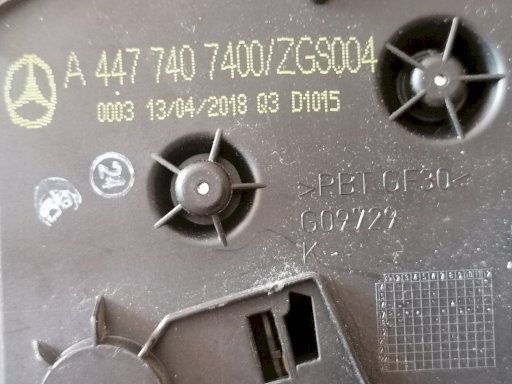 A 447 740 7400/ZGS004
0003 13/04/2018 Q3 D1015
24
>PBT GF30<
G09729
K